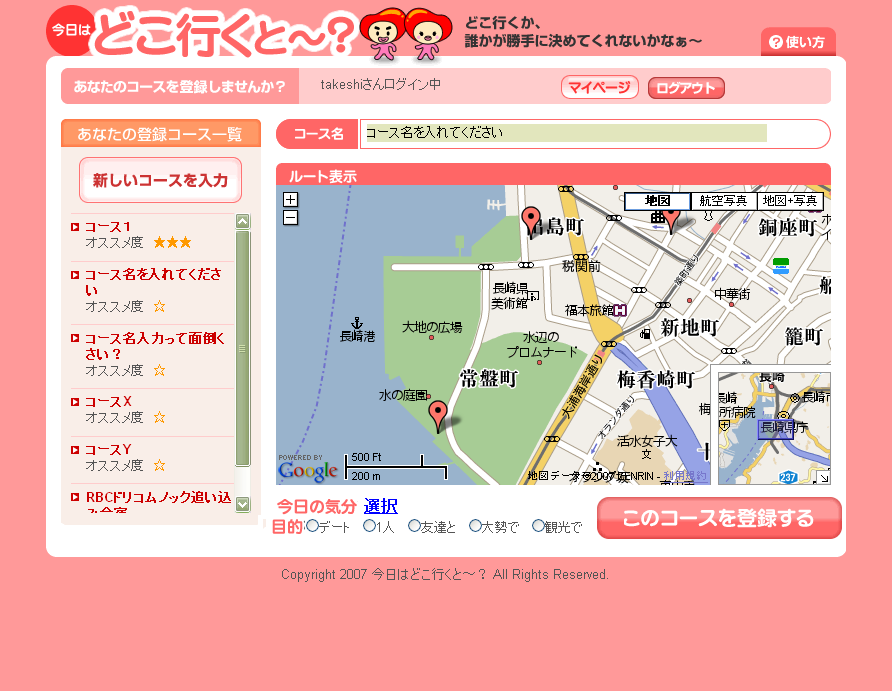 今日は
どこ行くと〜?
どこ行くか、
誰かが勝手に決めてくれないかなぁ〜
?使い方
あなたのコースを登録しませんか?
takeshiさんログイン中
マイページ
ログアウト
あなたの登録コース一覧
新しいコースを入力
コース1
オススメ度 ★★★
コース名を入れてください
オススメ度 ☆
コース名入力って面倒くさい?
オススメ度 ☆
コースX
オススメ度 ☆
コースY
オススメ度 ☆
RBCドリコムノック追い込み合宿
コース名
コース名を入れてください
ルート表示
+
−
地図
航空写真
地図+写真
出島町
銅座町
税関前
築町通り
長崎県
美術館
中華街
福本旅館
新地町
籠町
長崎港
大地の広場
水辺の
プロムナード
常盤町
梅香崎町
水の庭園
大浦海岸通り
オランダ通り
活水女子大
梅
長崎
長崎市
長崎
所病院
長崎県庁
237
POWERED BY
Google
500 Ft
200 m
利用規約
今日の気分 選択
目的:
デート
1人
友達と
大勢で
観光で
このコースを登録する
Copyright 2007 今日はどこ行くと〜? All Rights Reserved.